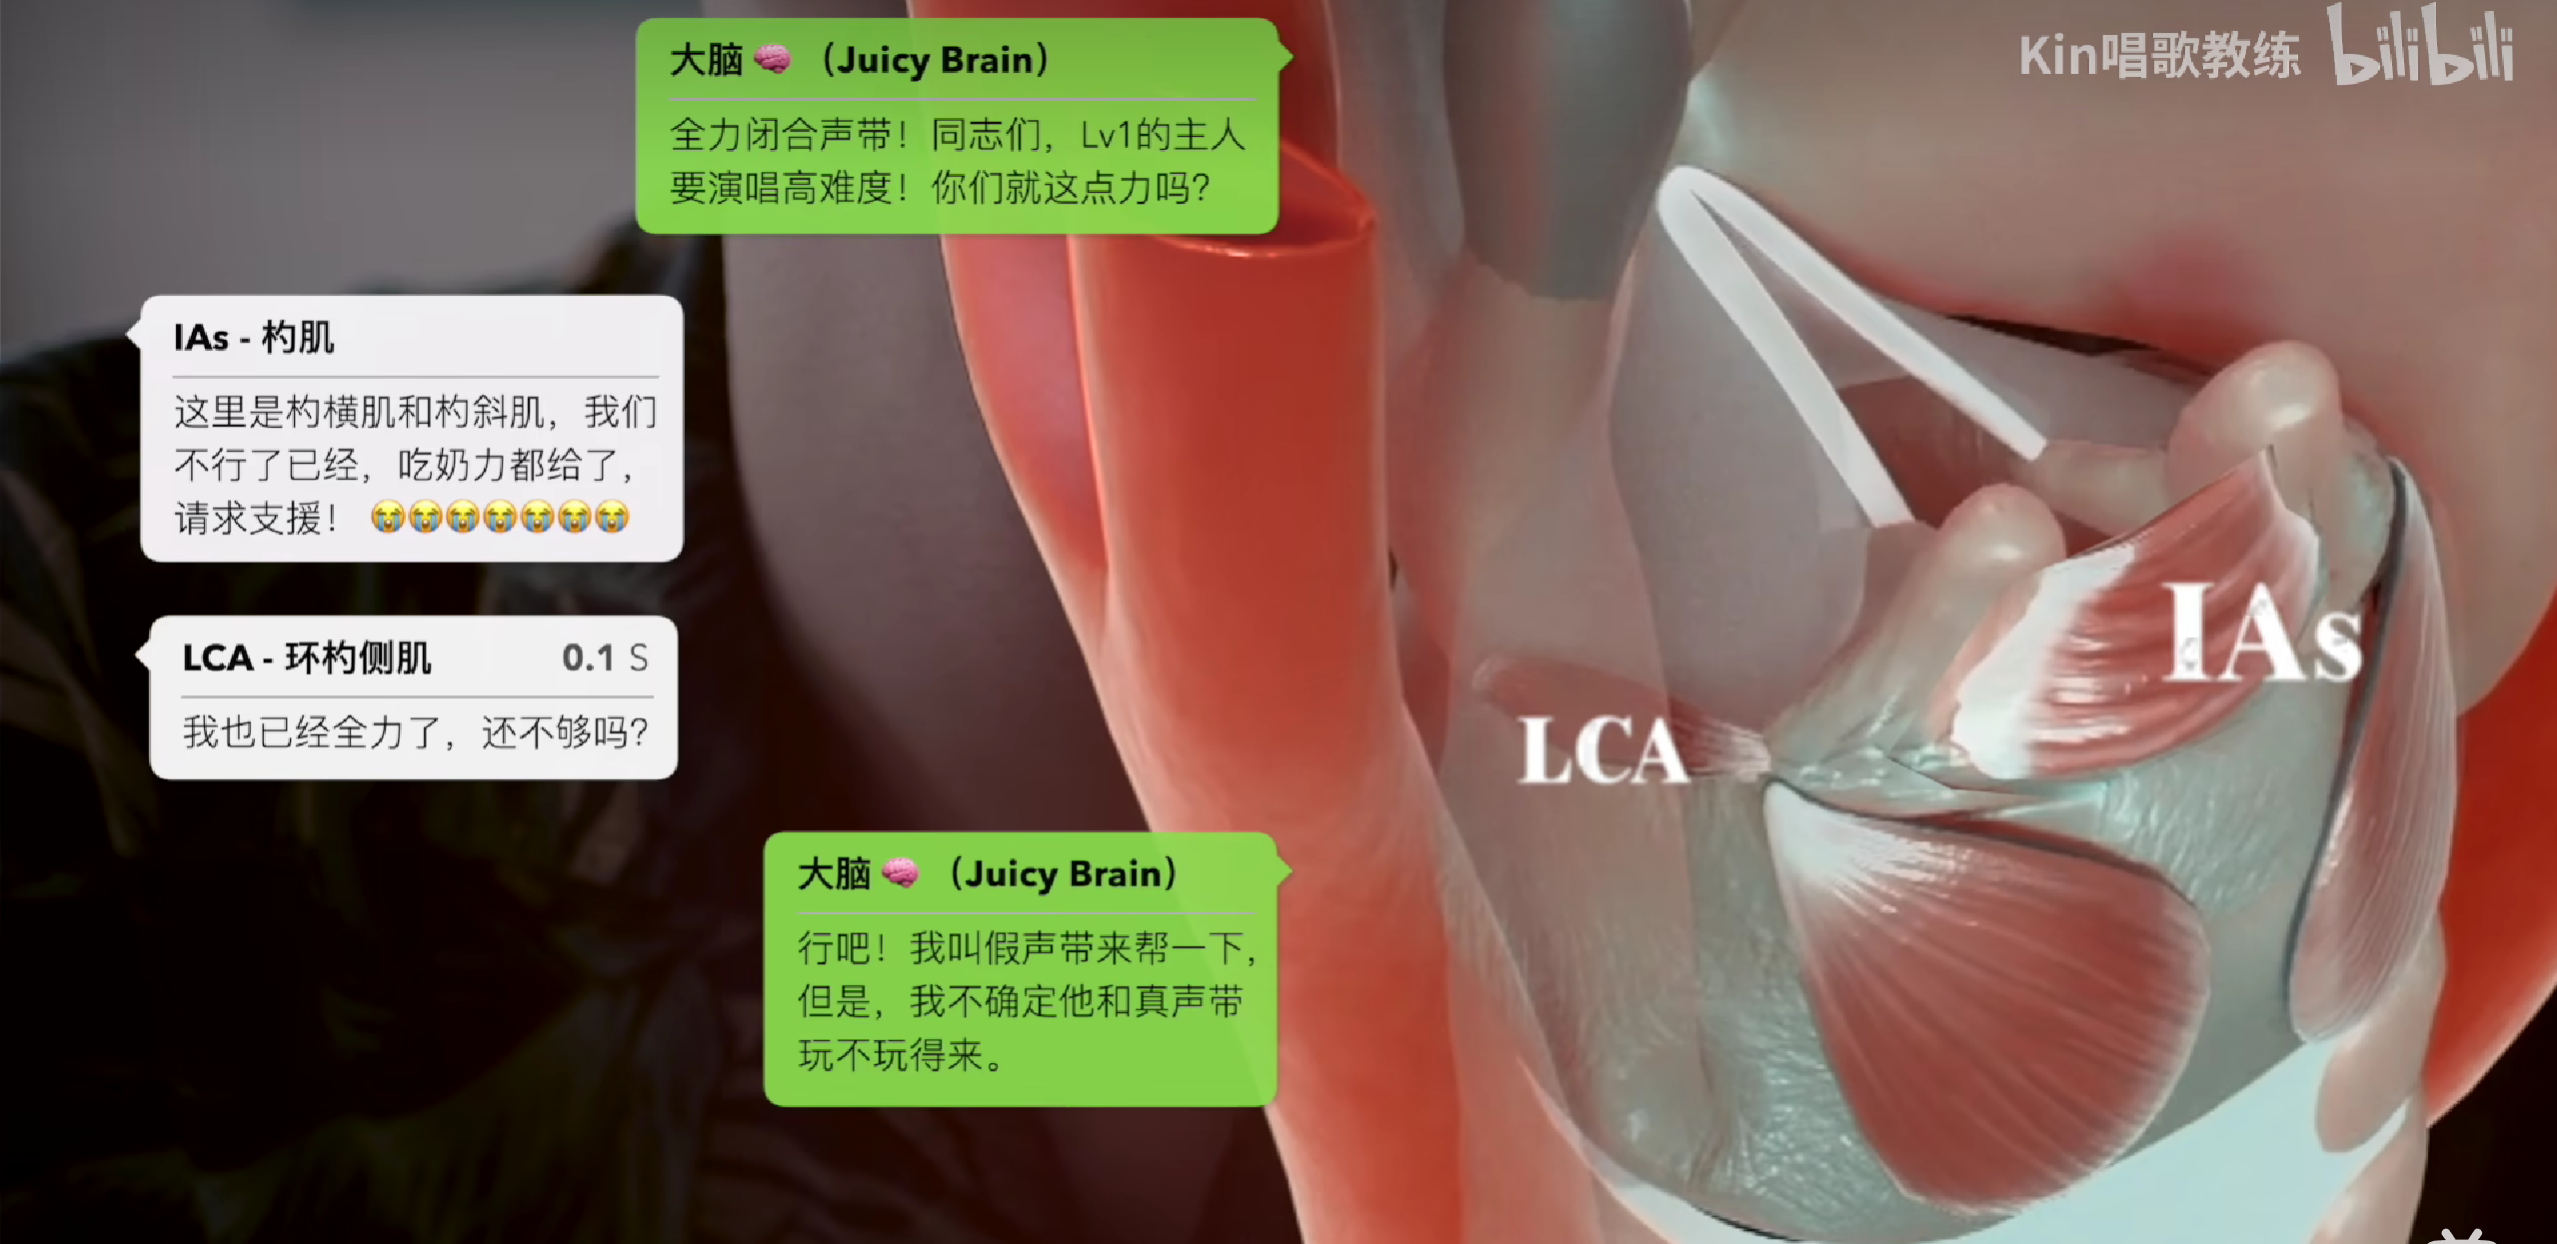 Kin唱歌教练 bilibili
大脑 🧠 （Juicy Brain）
全力闭合声带！同志们，Lv1的主人
要演唱高难度！你们就这点力吗？
IAs - 杓肌
这里是杓横肌和杓斜肌，我们
不行了已经，吃奶力都给了，
请求支援！ 😭😭😭😭😭😭😭
IAs
LCA - 环杓侧肌 0.1 S
我也已经全力了，还不够吗？
LCA
大脑 🧠 （Juicy Brain）
行吧！我叫假声带来帮一下，
但是，我不确定他和真声带
玩不玩得来。